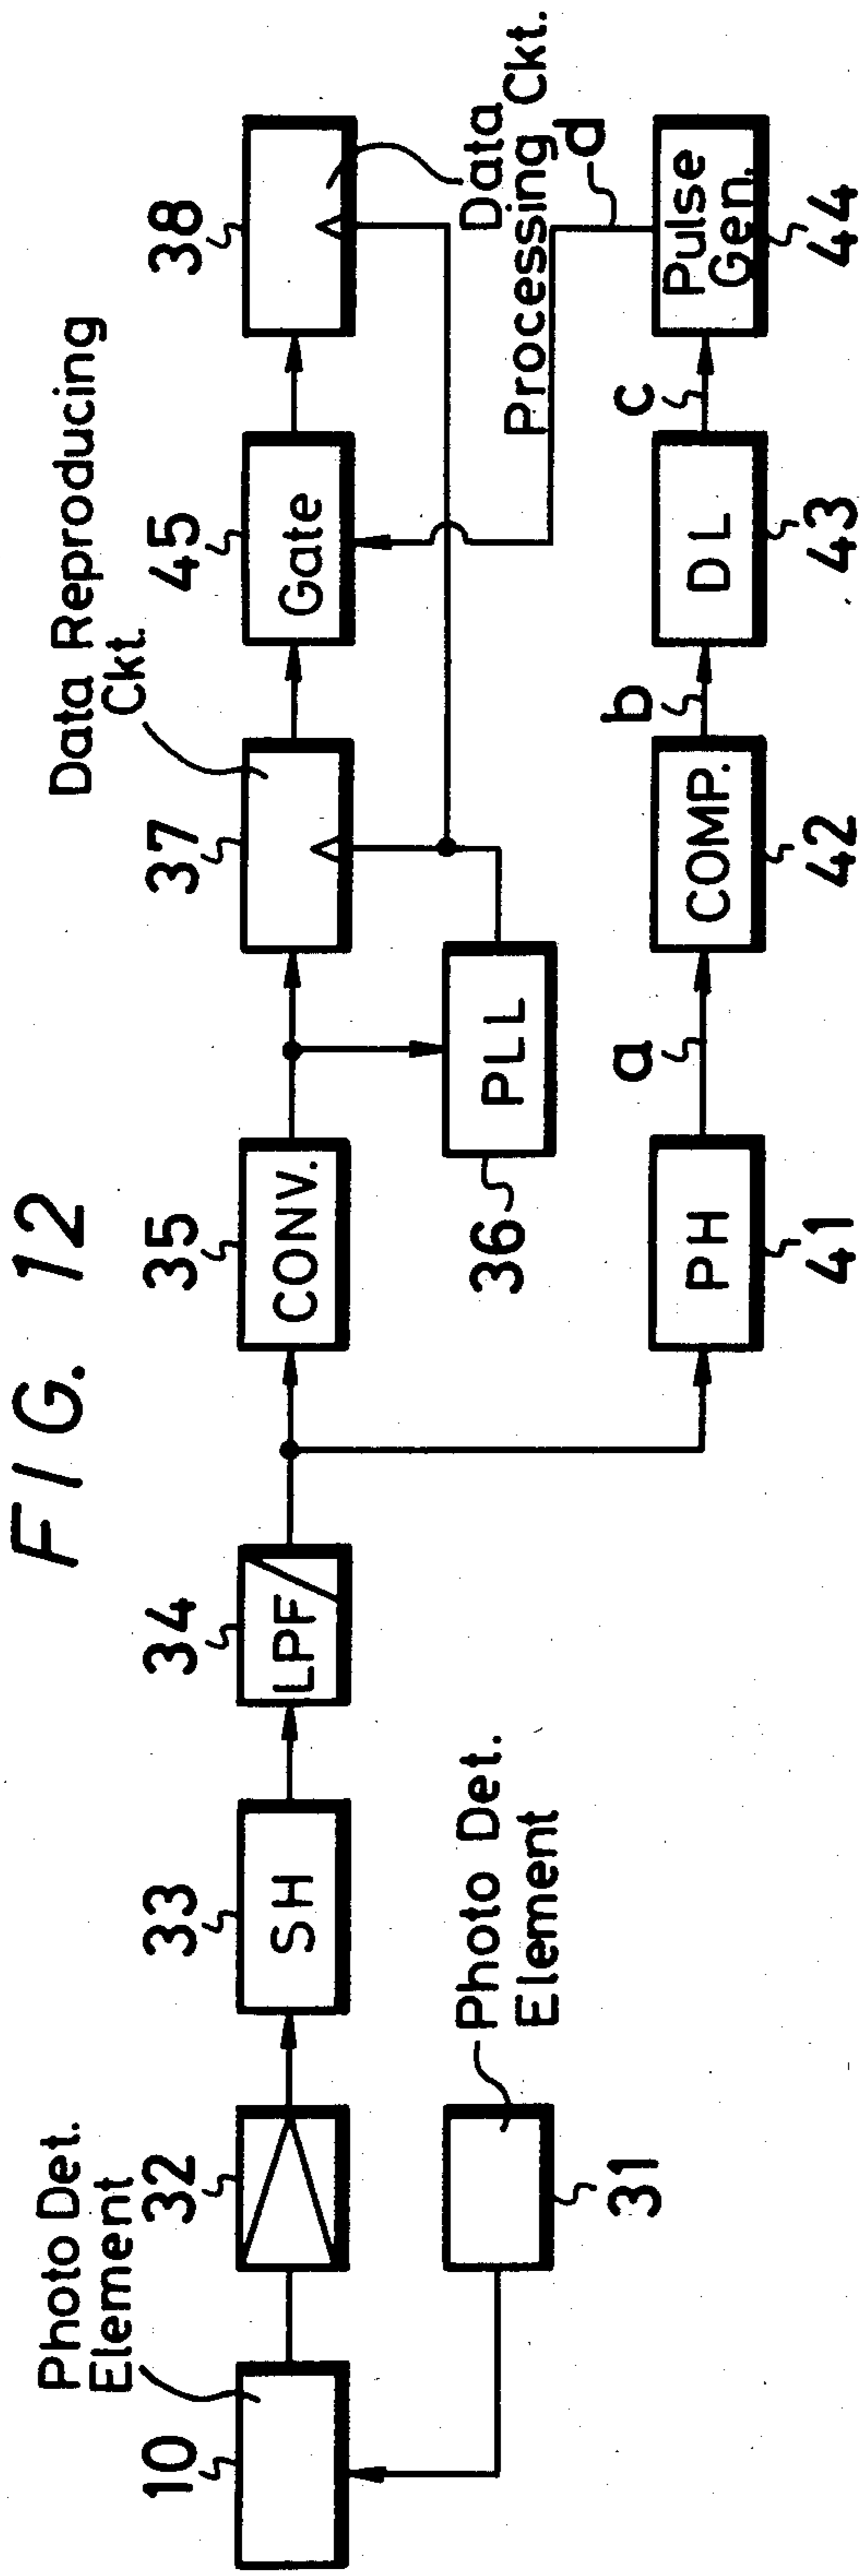 FIG. 12
Photo Det.
Element
10
32
33
SH
34
LPF
35
CONV.
37
Data Reproducing
Ckt.
45
Gate
38
Data
Processing Ckt.
31
Photo Det.
Element
36
PLL
41
PH
a
42
COMP.
b
43
DL
c
44
Pulse
Gen.
d